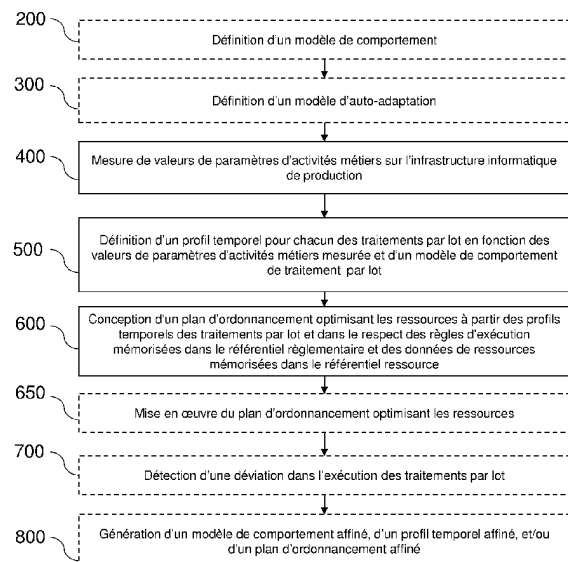 200
Définition d'un modèle de comportement
300
Définition d'un modèle d'auto-adaptation
400
Mesure de valeurs de paramètres d'activités métiers sur l'infrastructure informatique
de production
500
Définition d'un profil temporel pour chacun des traitements par lot en fonction des
valeurs de paramètres d'activités métiers mesurée et d'un modèle de comportement
de traitement par lot
600
Conception d'un plan d'ordonnancement optimisant les ressources à partir des profils
temporels des traitements par lot et dans le respect des règles d'exécution
mémorisées dans le référentiel règlementaire et des données de ressources
mémorisées dans le référentiel ressource
650
Mise en œuvre du plan d'ordonnancement optimisant les ressources
700
Détection d'une déviation dans l'exécution des traitements par lot
800
Génération d'un modèle de comportement affiné, d'un profil temporel affiné, et/ou
d'un plan d'ordonnancement affiné